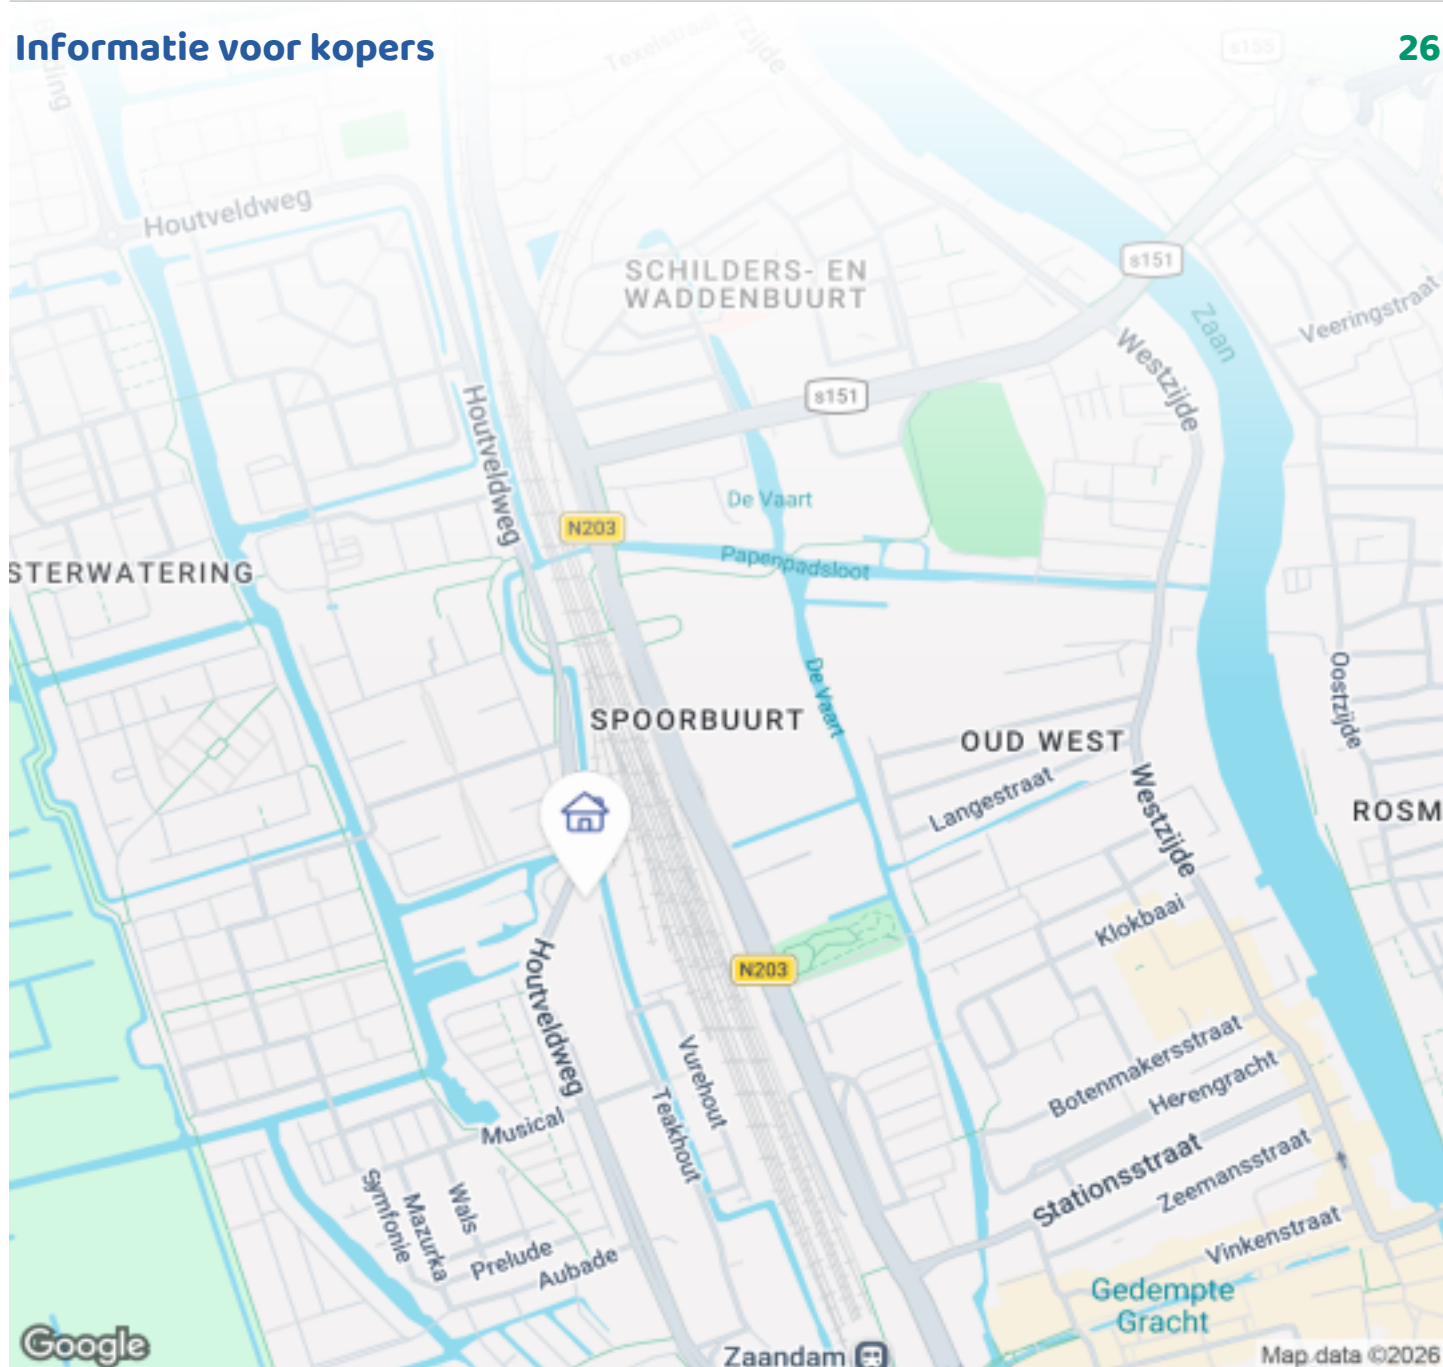 Informatie voor kopers
26
Texelstraat
s155
Houtveldweg
SCHILDERS- EN
WADDENBUURT
s151
Zaan
Veeringstraat
Westzijde
s151
Houtveldweg
De Vaart
N203
Papenpadsloot
STERWATERING
Oostzijde
De Vaart
SPOORBUURT
OUD WEST
Langestraat
Westzijde
ROSM
Klokbaai
N203
Houtveldweg
Vurehout
Botenmakersstraat
Herengracht
Teakhout
Musical
Stationsstraat
Zeemansstraat
Symfonie
Mazurka
Wals
Vinkenstraat
Prelude
Aubade
Gedempte
Gracht
Google
Zaandam
Map data ©2026